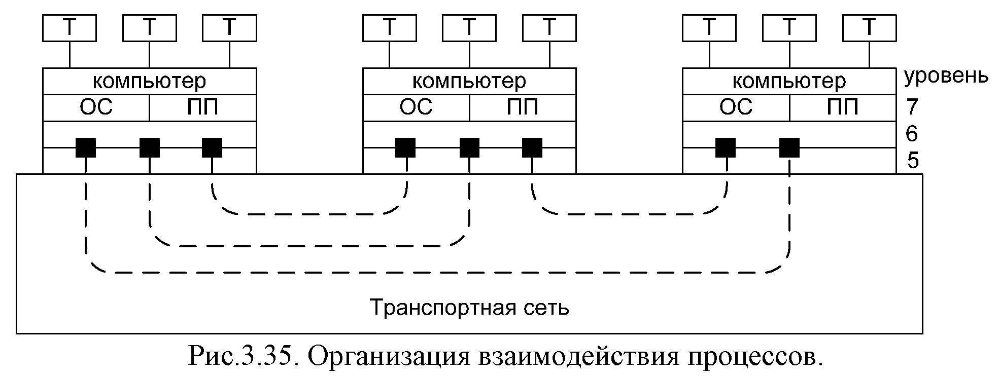 Т Т Т Т Т Т Т Т Т
компьютер компьютер компьютер уровень
ОС ПП ОС ПП ОС ПП 7
6
5
Транспортная сеть
Рис.3.35. Организация взаимодействия процессов.